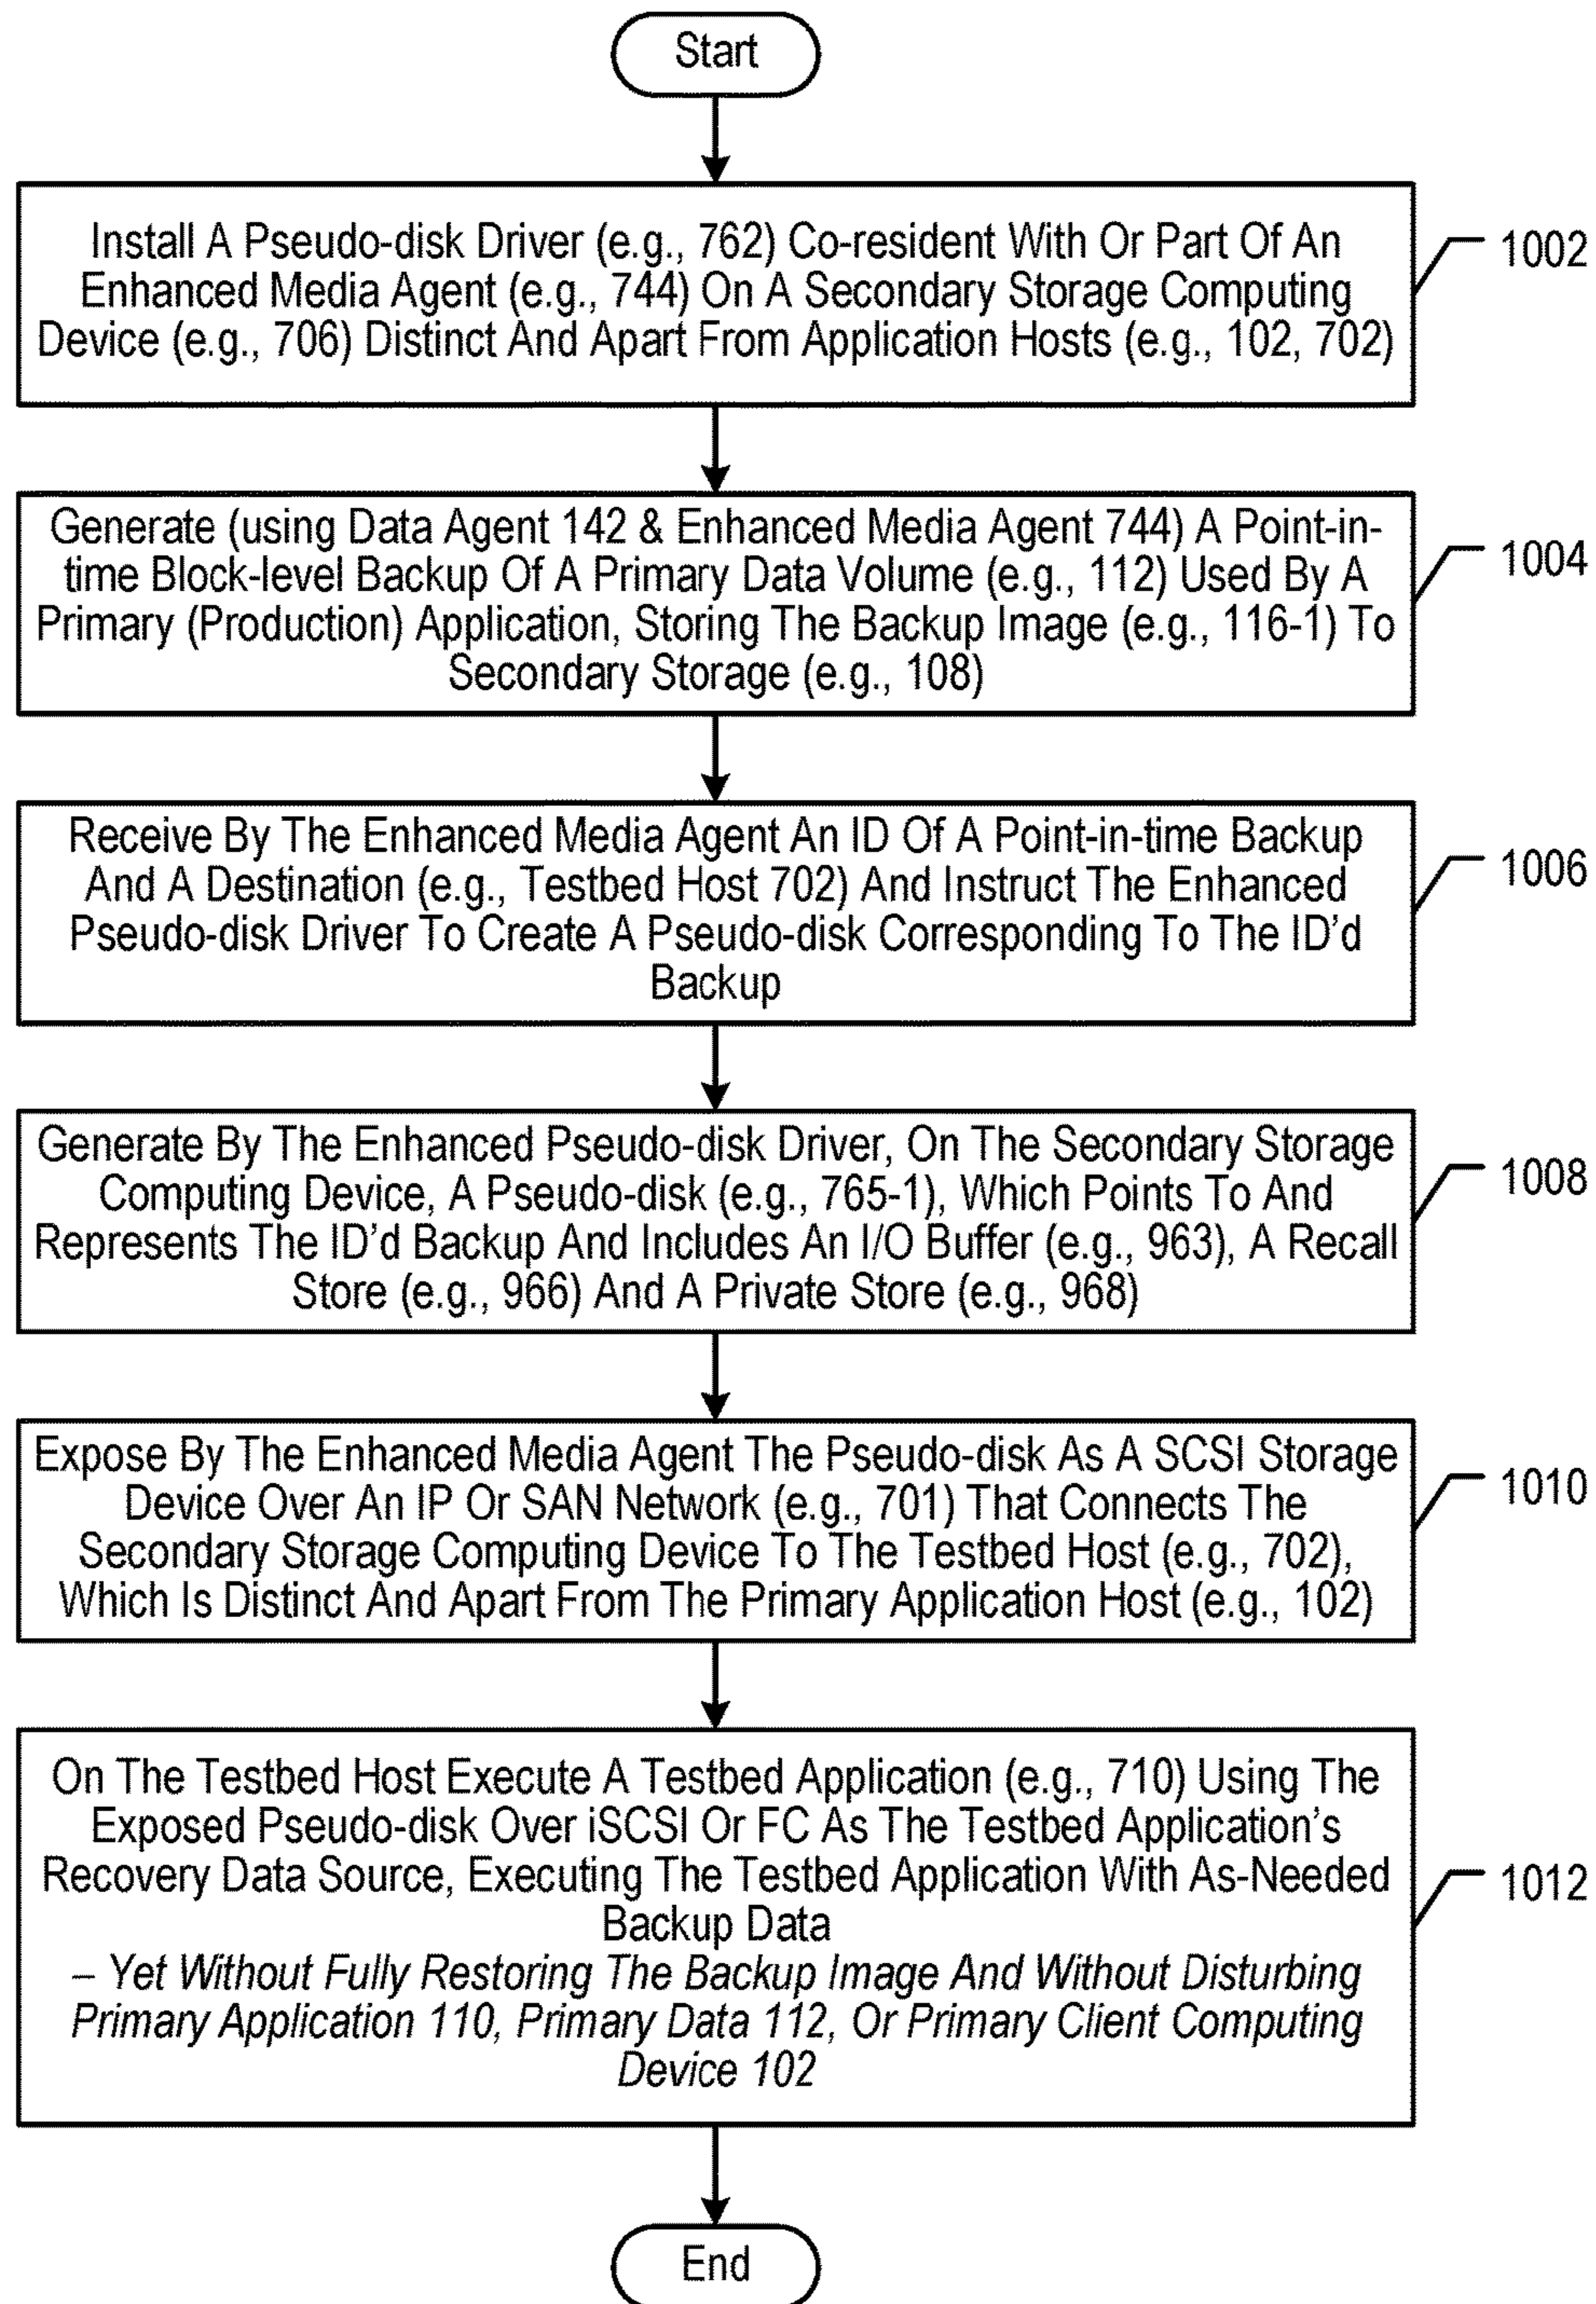 Start
Install A Pseudo-disk Driver (e.g., 762) Co-resident With Or Part Of An
Enhanced Media Agent (e.g., 744) On A Secondary Storage Computing
Device (e.g., 706) Distinct And Apart From Application Hosts (e.g., 102, 702)
1002
Generate (using Data Agent 142 & Enhanced Media Agent 744) A Point-in-
time Block-level Backup Of A Primary Data Volume (e.g., 112) Used By A
Primary (Production) Application, Storing The Backup Image (e.g., 116-1) To
Secondary Storage (e.g., 108)
1004
Receive By The Enhanced Media Agent An ID Of A Point-in-time Backup
And A Destination (e.g., Testbed Host 702) And Instruct The Enhanced
Pseudo-disk Driver To Create A Pseudo-disk Corresponding To The ID'd
Backup
1006
Generate By The Enhanced Pseudo-disk Driver, On The Secondary Storage
Computing Device, A Pseudo-disk (e.g., 765-1), Which Points To And
Represents The ID'd Backup And Includes An I/O Buffer (e.g., 963), A Recall
Store (e.g., 966) And A Private Store (e.g., 968)
1008
Expose By The Enhanced Media Agent The Pseudo-disk As A SCSI Storage
Device Over An IP Or SAN Network (e.g., 701) That Connects The
Secondary Storage Computing Device To The Testbed Host (e.g., 702),
Which Is Distinct And Apart From The Primary Application Host (e.g., 102)
1010
On The Testbed Host Execute A Testbed Application (e.g., 710) Using The
Exposed Pseudo-disk Over iSCSI Or FC As The Testbed Application's
Recovery Data Source, Executing The Testbed Application With As-Needed
Backup Data
– Yet Without Fully Restoring The Backup Image And Without Disturbing
Primary Application 110, Primary Data 112, Or Primary Client Computing
Device 102
1012
End